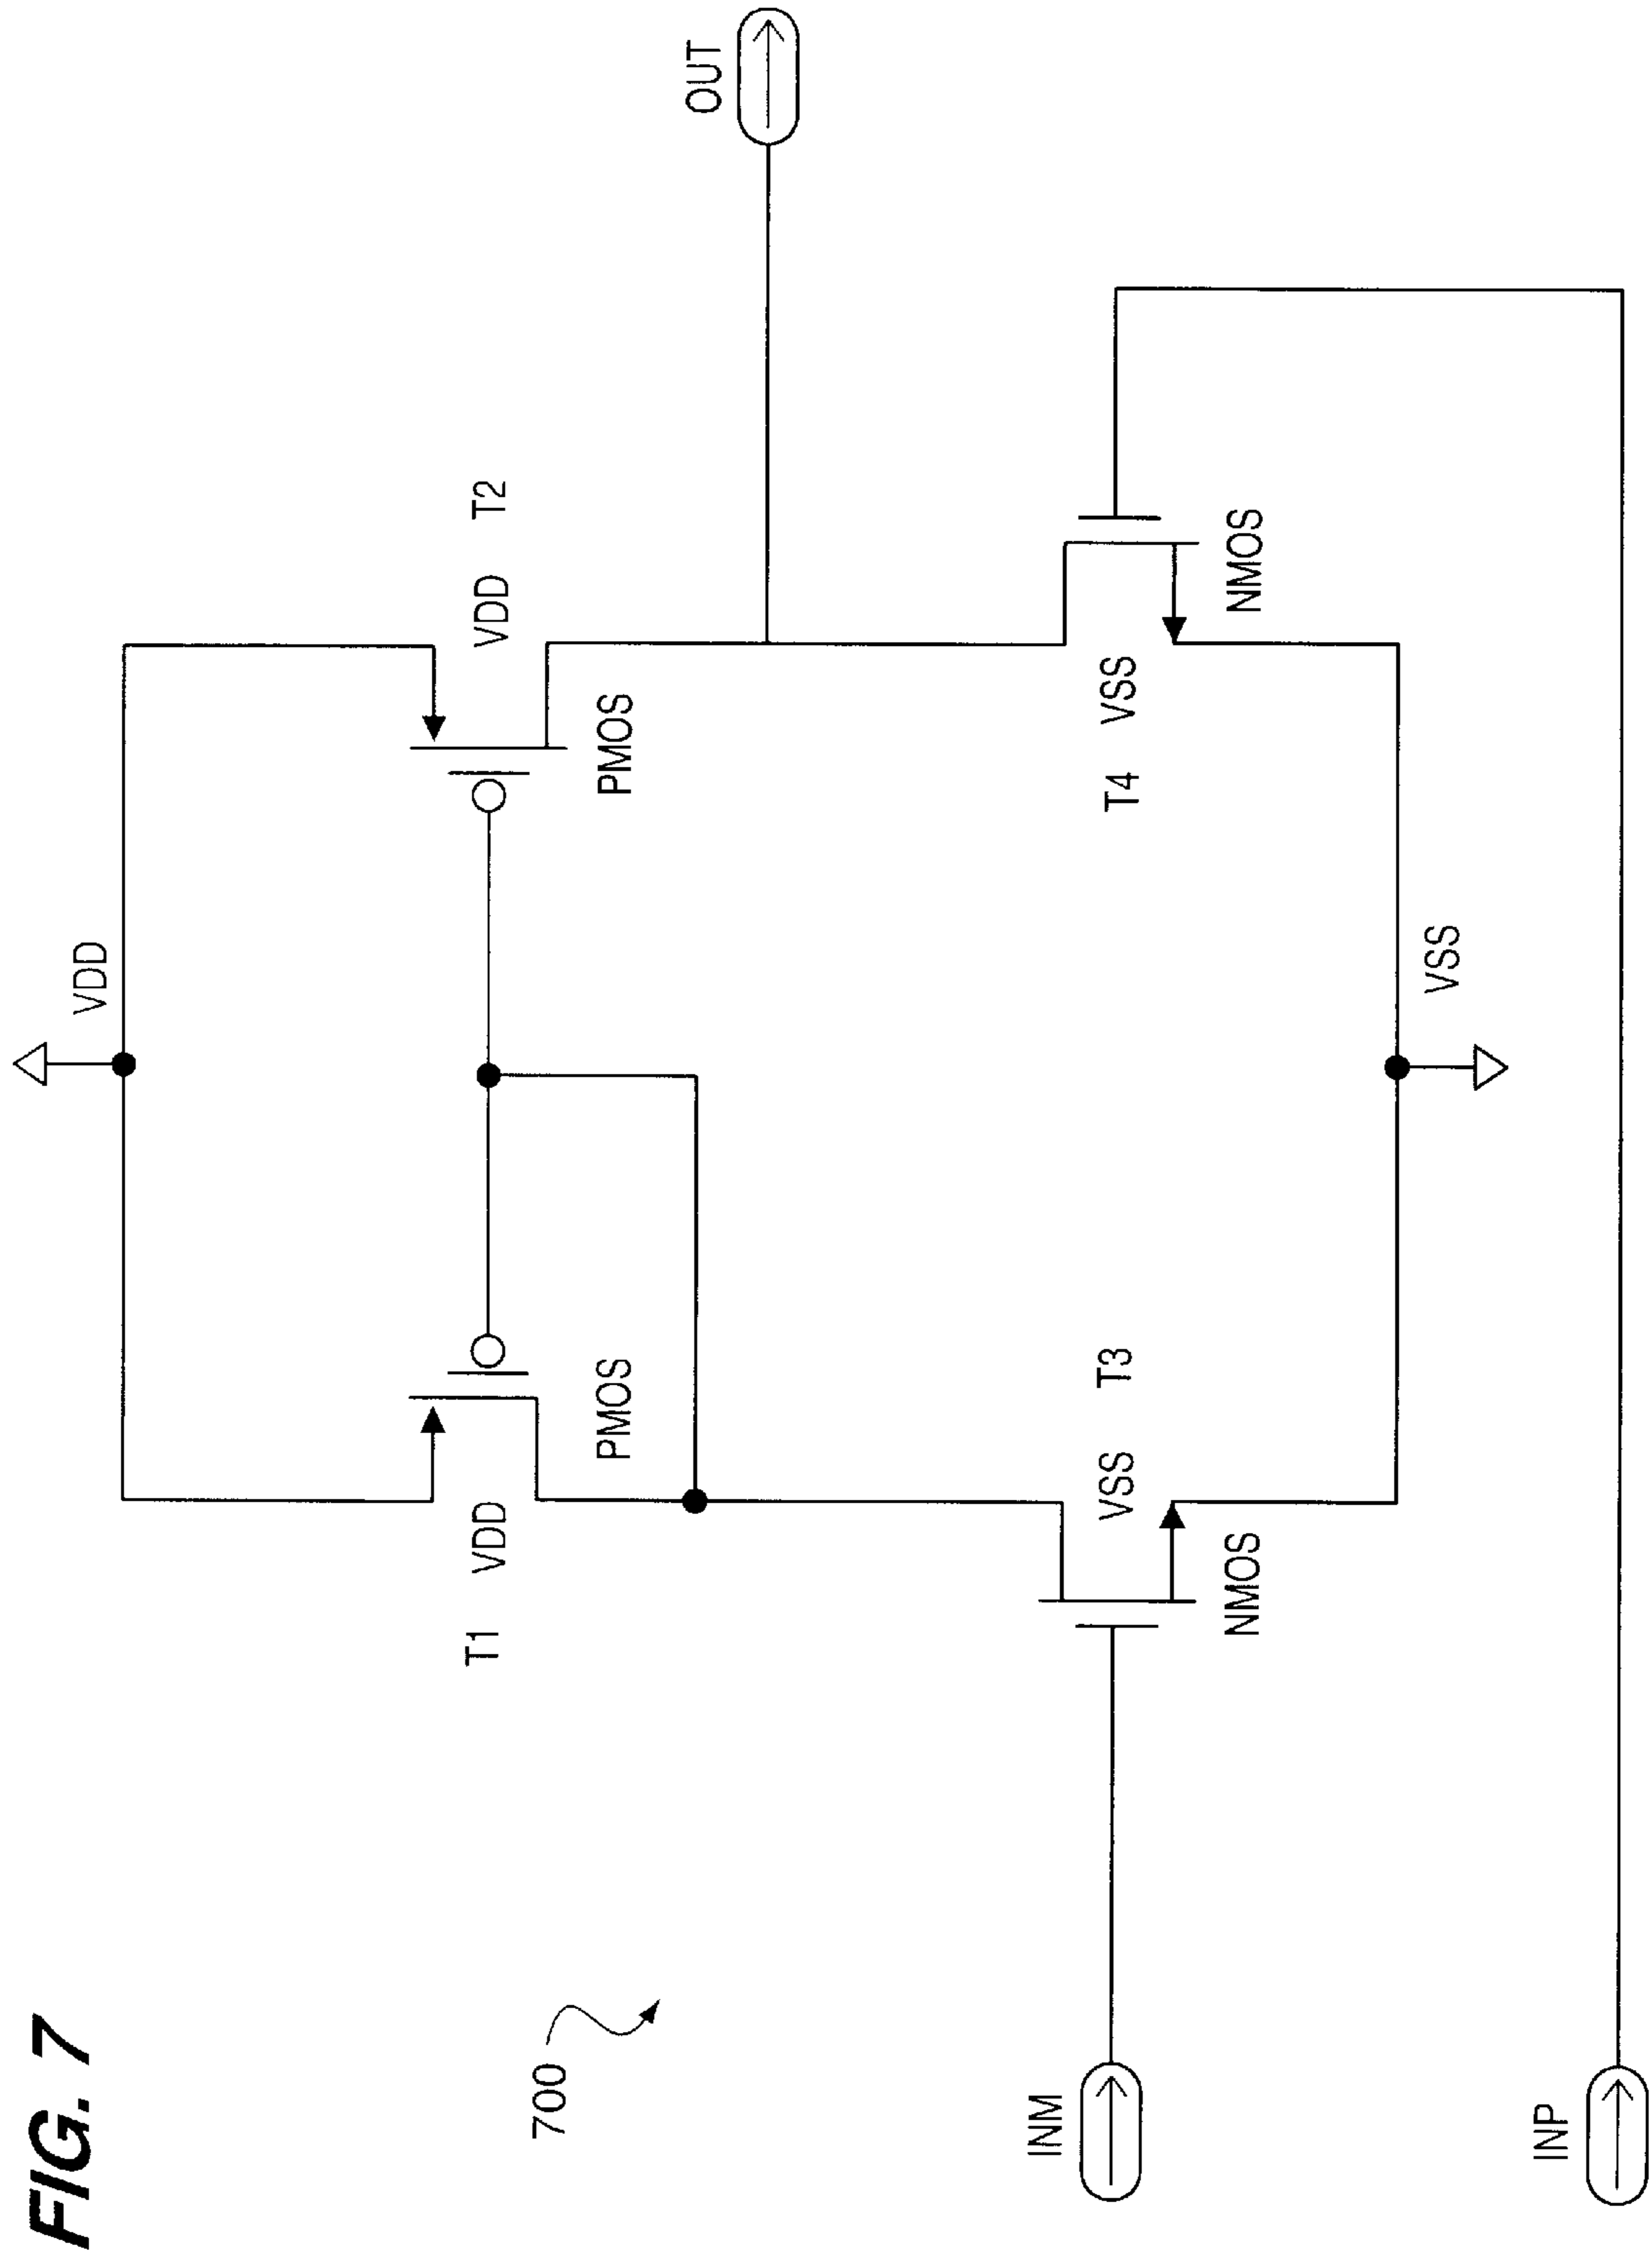 FIG. 7
700
VDD
T1 VDD
VDD T2
PMOS
PMOS
OUT
VSS T3
T4 VSS
NMOS
NMOS
INM
VSS
INP